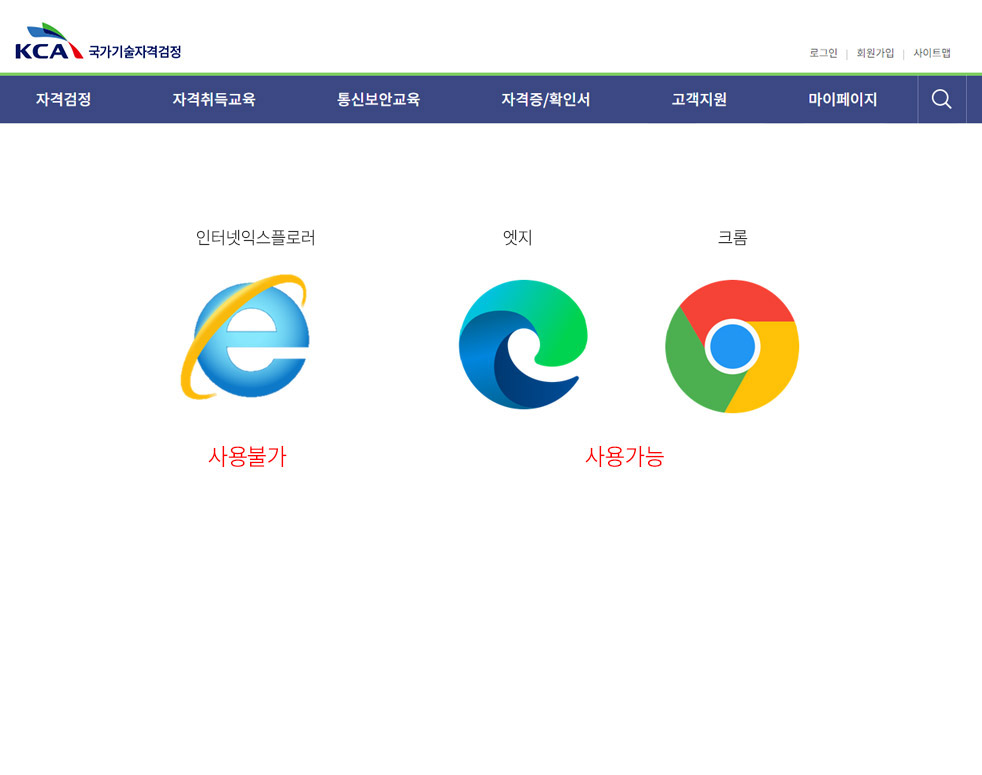 KCA 국가기술자격검정
로그인 | 회원가입 | 사이트맵
자격검정 자격취득교육 통신보안교육 자격증/확인서 고객지원 마이페이지
인터넷익스플로러 엣지 크롬
사용불가 사용가능